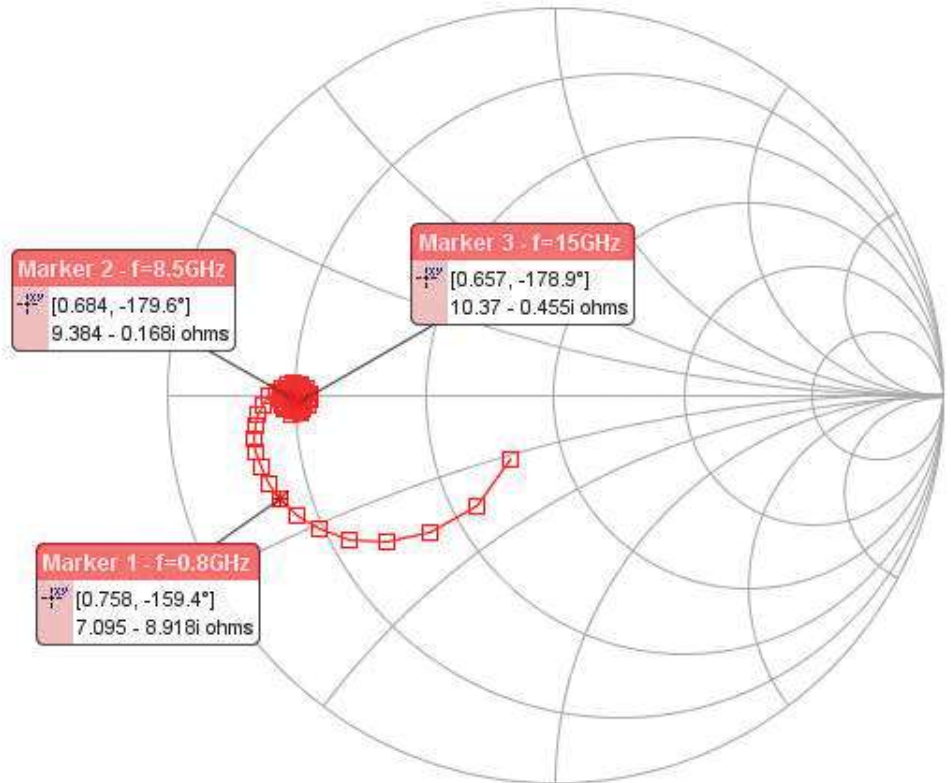 Marker 2 - f=8.5GHz
[0.684, -179.6°]
9.384 - 0.168i ohms
Marker 3 - f=15GHz
[0.657, -178.9°]
10.37 - 0.455i ohms
Marker 1 - f=0.8GHz
[0.758, -159.4°]
7.095 - 8.918i ohms